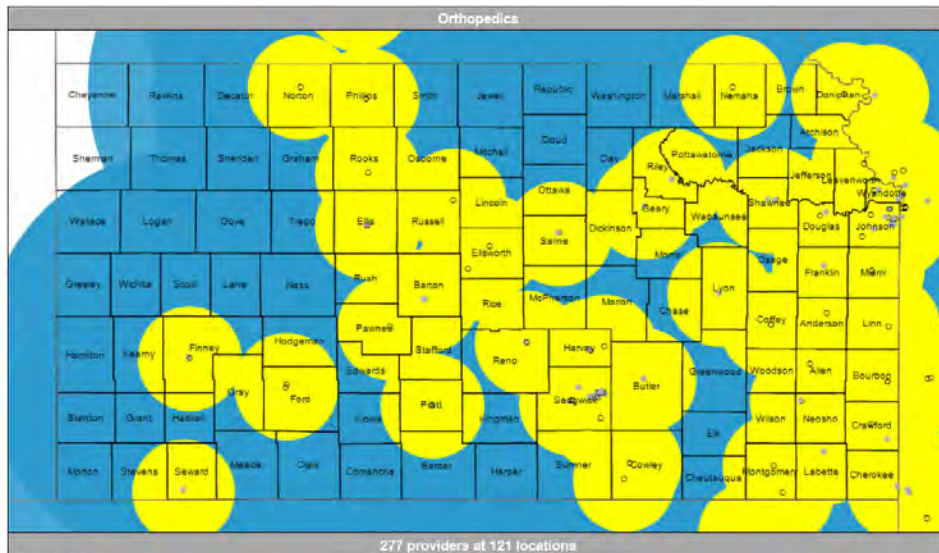 Orthopedics
Cheyenne Rawlins Decatur Norton Phillips Smith Jewell Republic Washington Marshall Nemaha Brown Doniphan
Atchison
Sherman Thomas Sheridan Graham Rooks Osborne Mitchell Cloud Clay Riley Pottawatomie Jackson Jefferson Leavenworth Wyandotte
Ottawa
Wallace Logan Gove Trego Ellis Russell Lincoln Saline Dickinson Geary Wabaunsee Shawnee Douglas Johnson
Ellsworth Morris Osage
Greeley Wichita Scott Lane Ness Rush Barton Rice McPherson Marion Chase Lyon Franklin Miami
Hamilton Kearny Finney Hodgeman Pawnee Stafford Reno Harvey Coffey Anderson Linn
Gray Ford Edwards Pratt Sedgwick Butler Greenwood Woodson Allen Bourbon
Stanton Grant Haskell Kiowa Kingman Elk Wilson Neosho Crawford
Morton Stevens Seward Meade Clark Comanche Barber Harper Sumner Cowley Chautauqua Montgomery Labette Cherokee
277 providers at 121 locations